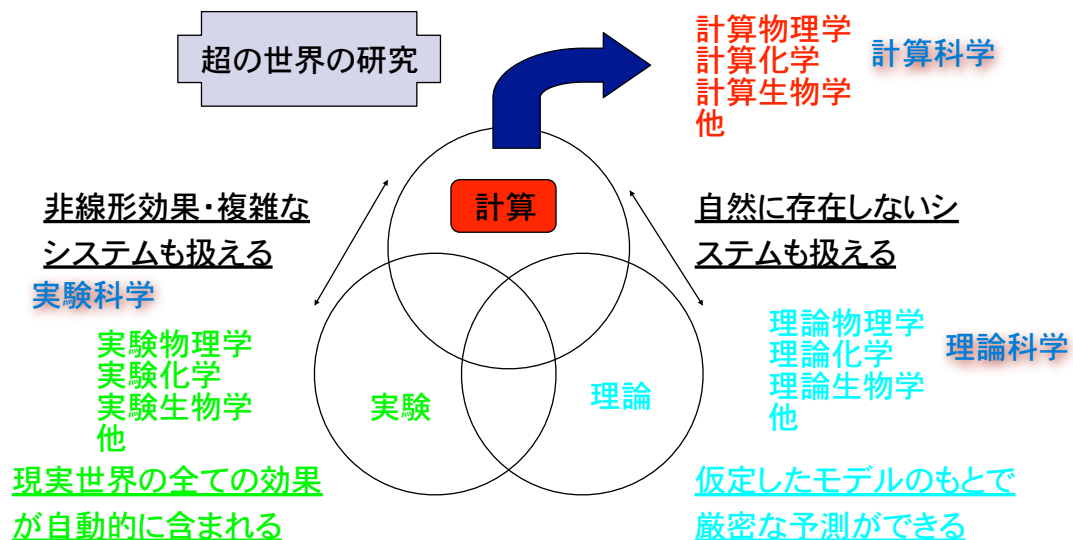 超の世界の研究
計算物理学
計算化学
計算生物学
他
計算科学
計算
非線形効果・複雑な
システムも扱える
自然に存在しないシ
ステムも扱える
実験科学
実験物理学
実験化学
実験生物学
他
実験
理論
理論物理学
理論化学
理論生物学
他
理論科学
現実世界の全ての効果
が自動的に含まれる
仮定したモデルのもとで
厳密な予測ができる